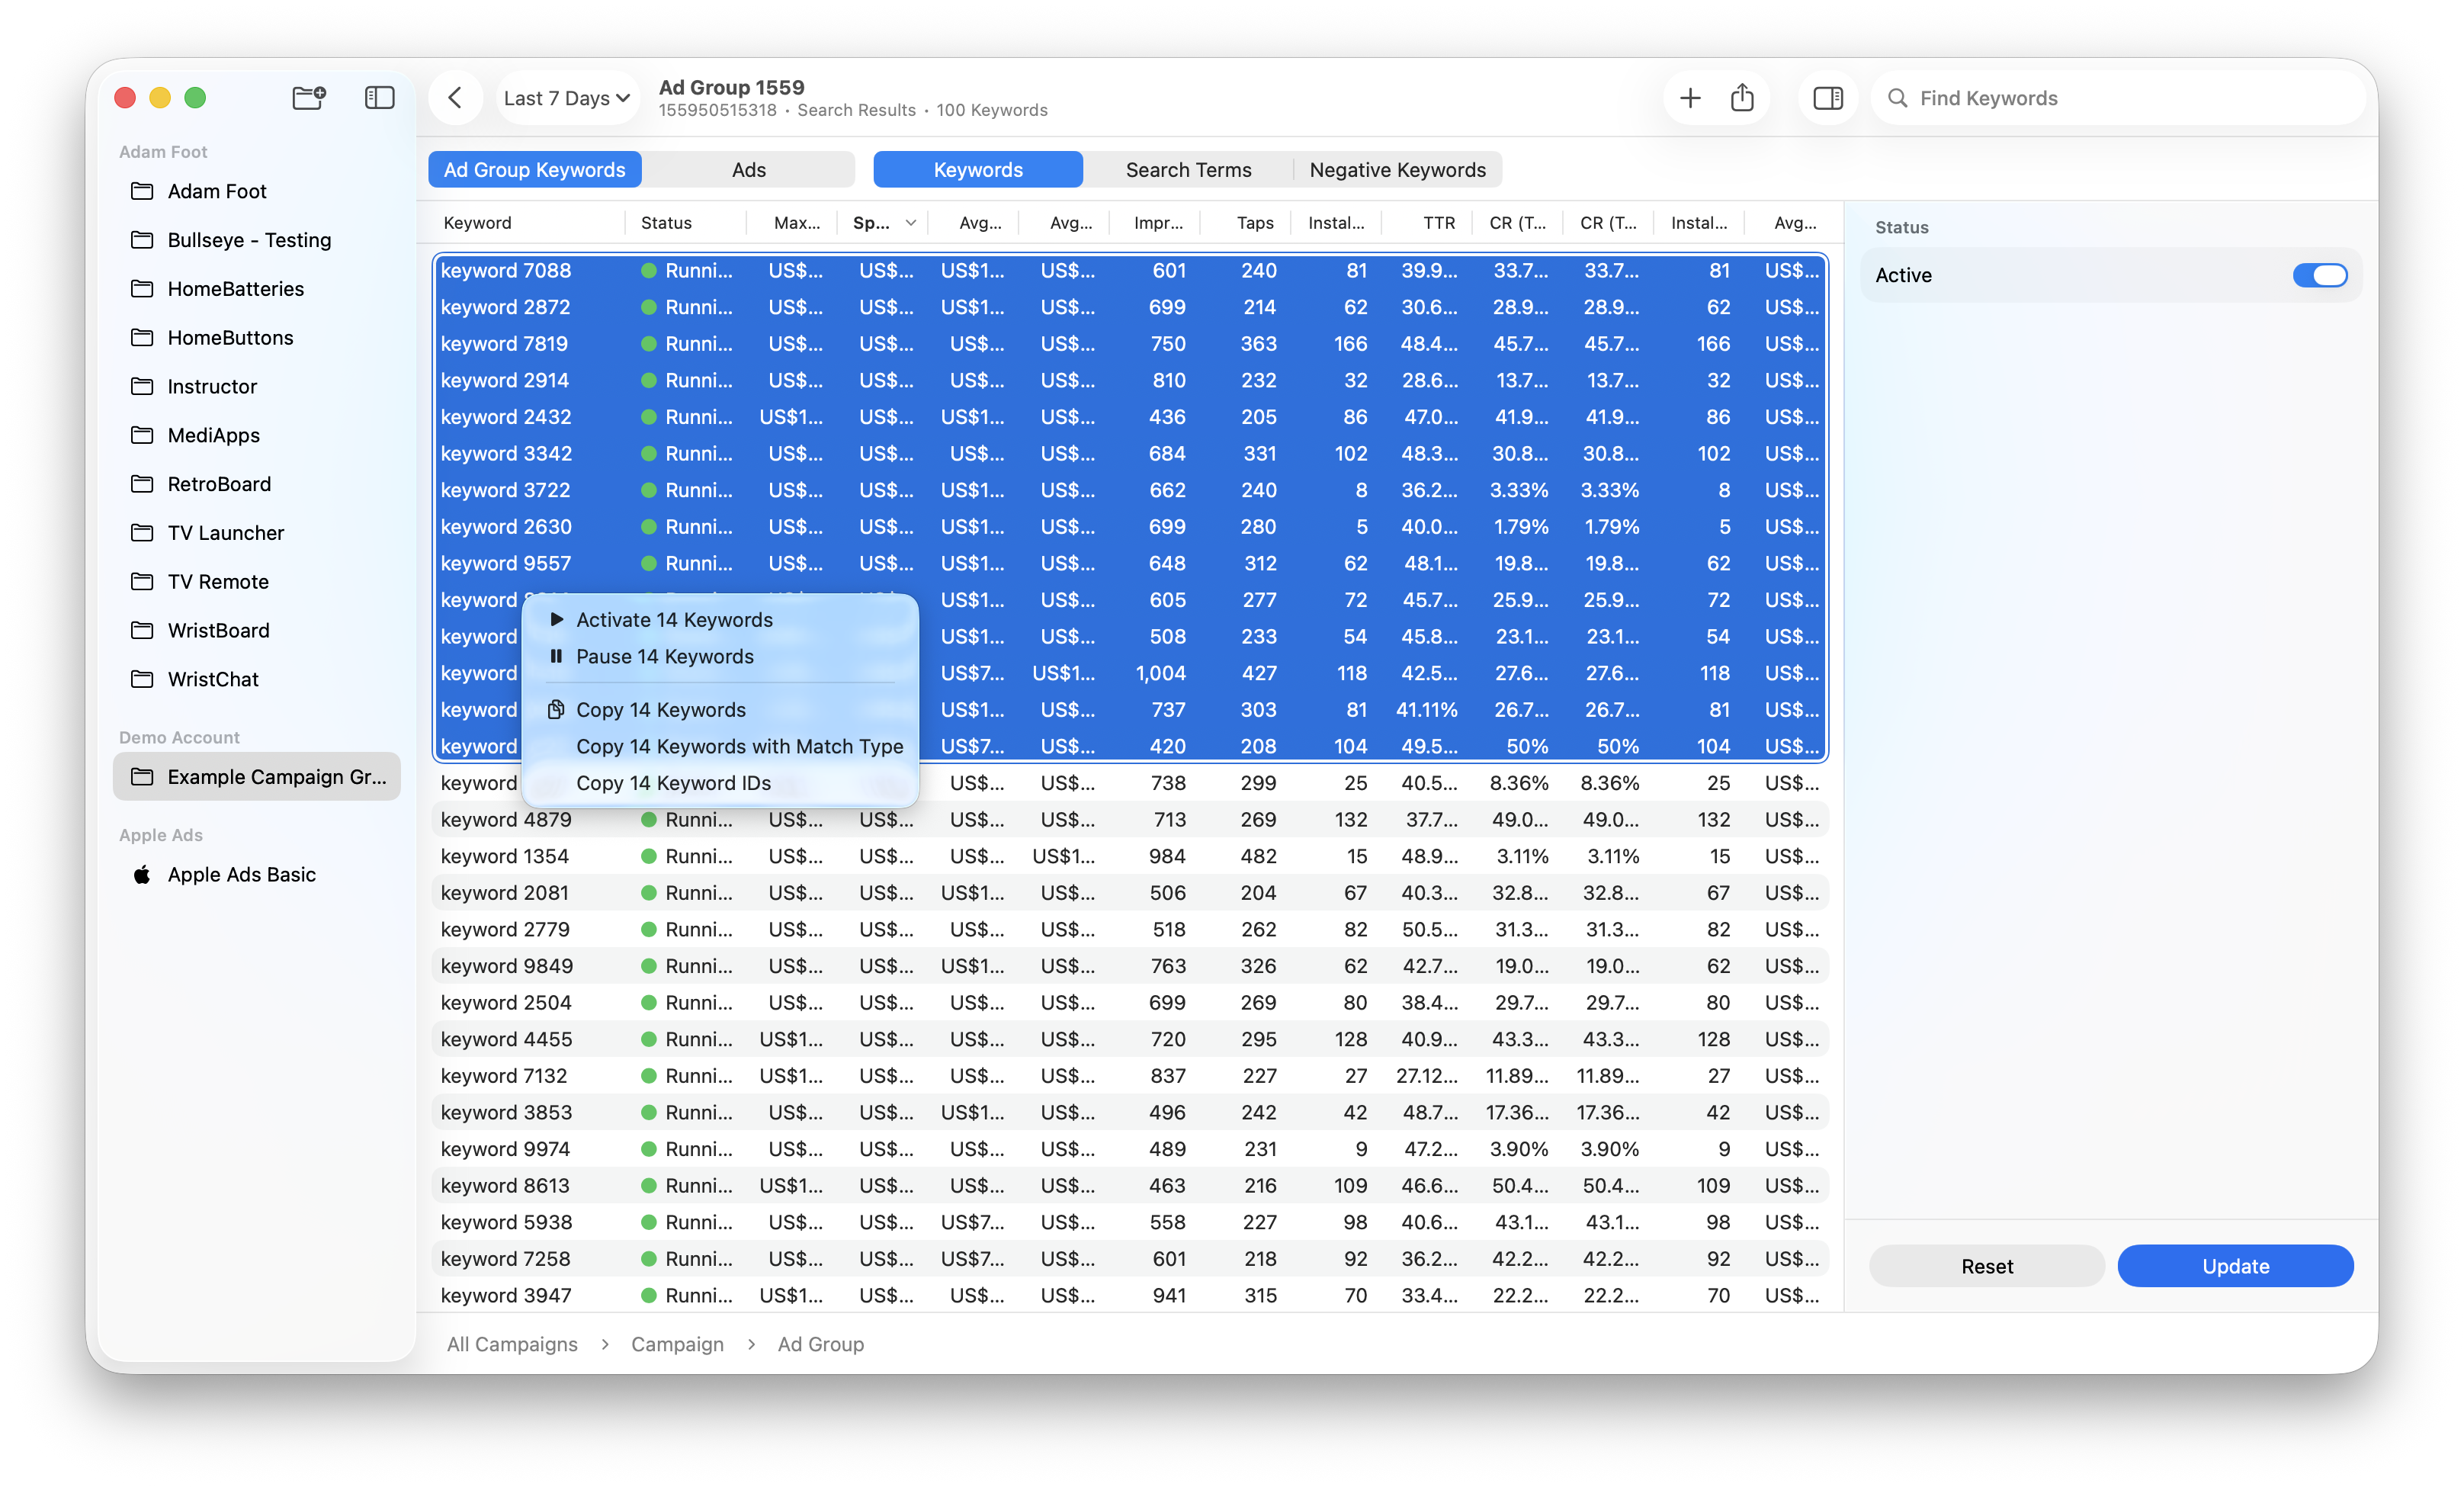 Adam Foot
Adam Foot
Bullseye - Testing
HomeBatteries
HomeButtons
Instructor
MediApps
RetroBoard
TV Launcher
TV Remote
WristBoard
WristChat
Demo Account
Example Campaign Gr...
Apple Ads
Apple Ads Basic
Last 7 Days
Ad Group 1559
155950515318 · Search Results · 100 Keywords
Find Keywords
Ad Group Keywords Ads Keywords Search Terms Negative Keywords
Keyword Status Max... Sp... Avg... Avg... Impr... Taps Instal... TTR CR (T... CR (T... Instal... Avg...
keyword 7088 Runni... US$... US$... US$1... US$... 601 240 81 39.9... 33.7... 33.7... 81 US$...
keyword 2872 Runni... US$... US$... US$1... US$... 699 214 62 30.6... 28.9... 28.9... 62 US$...
keyword 7819 Runni... US$... US$... US$... US$... 750 363 166 48.4... 45.7... 45.7... 166 US$...
keyword 2914 Runni... US$... US$... US$... US$... 810 232 32 28.6... 13.7... 13.7... 32 US$...
keyword 2432 Runni... US$1... US$... US$1... US$... 436 205 86 47.0... 41.9... 41.9... 86 US$...
keyword 3342 Runni... US$... US$... US$... US$... 684 331 102 48.3... 30.8... 30.8... 102 US$...
keyword 3722 Runni... US$... US$... US$1... US$... 662 240 8 36.2... 3.33% 3.33% 8 US$...
keyword 2630 Runni... US$... US$... US$1... US$... 699 280 5 40.0... 1.79% 1.79% 5 US$...
keyword 9557 Runni... US$... US$... US$1... US$... 648 312 62 48.1... 19.8... 19.8... 62 US$...
keyword US$1... US$... 605 277 72 45.7... 25.9... 25.9... 72 US$...
keyword US$1... US$... 508 233 54 45.8... 23.1... 23.1... 54 US$...
keyword US$7... US$1... 1,004 427 118 42.5... 27.6... 27.6... 118 US$...
keyword US$1... US$... 737 303 81 41.11% 26.7... 26.7... 81 US$...
keyword US$7... US$... 420 208 104 49.5... 50% 50% 104 US$...
keyword US$... US$... 738 299 25 40.5... 8.36% 8.36% 25 US$...
Activate 14 Keywords
Pause 14 Keywords
Copy 14 Keywords
Copy 14 Keywords with Match Type
Copy 14 Keyword IDs
keyword 4879 Runni... US$... US$... US$... US$... 713 269 132 37.7... 49.0... 49.0... 132 US$...
keyword 1354 Runni... US$... US$... US$... US$1... 984 482 15 48.9... 3.11% 3.11% 15 US$...
keyword 2081 Runni... US$... US$... US$1... US$... 506 204 67 40.3... 32.8... 32.8... 67 US$...
keyword 2779 Runni... US$... US$... US$... US$... 518 262 82 50.5... 31.3... 31.3... 82 US$...
keyword 9849 Runni... US$... US$... US$1... US$... 763 326 62 42.7... 19.0... 19.0... 62 US$...
keyword 2504 Runni... US$... US$... US$... US$... 699 269 80 38.4... 29.7... 29.7... 80 US$...
keyword 4455 Runni... US$1... US$... US$... US$... 720 295 128 40.9... 43.3... 43.3... 128 US$...
keyword 7132 Runni... US$1... US$... US$... US$... 837 227 27 27.12... 11.89... 11.89... 27 US$...
keyword 3853 Runni... US$... US$... US$1... US$... 496 242 42 48.7... 17.36... 17.36... 42 US$...
keyword 9974 Runni... US$... US$... US$... US$... 489 231 9 47.2... 3.90% 3.90% 9 US$...
keyword 8613 Runni... US$1... US$... US$... US$... 463 216 109 46.6... 50.4... 50.4... 109 US$...
keyword 5938 Runni... US$... US$... US$7... US$... 558 227 98 40.6... 43.1... 43.1... 98 US$...
keyword 7258 Runni... US$... US$... US$7... US$... 601 218 92 36.2... 42.2... 42.2... 92 US$...
keyword 3947 Runni... US$1... US$... US$... US$... 941 315 70 33.4... 22.2... 22.2... 70 US$...
Status
Active
Reset Update
All Campaigns › Campaign › Ad Group